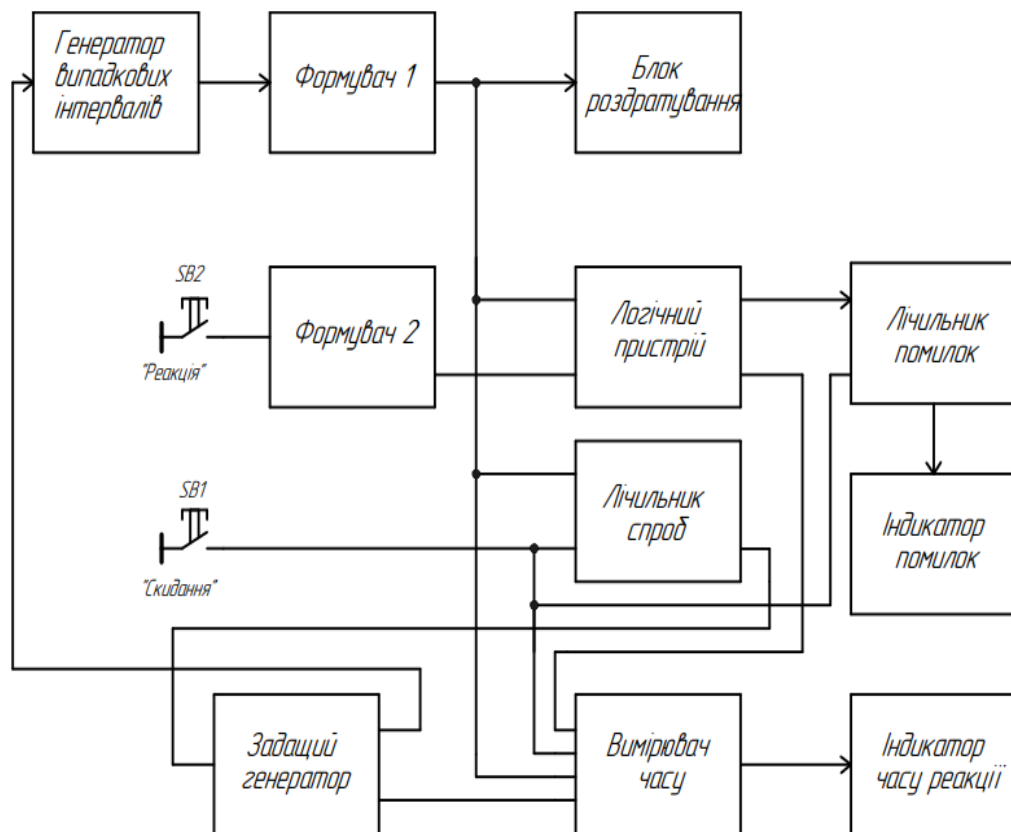 Генератор
випадкових
інтервалів
Формувач 1
Блок
роздратування
SB2
"Реакція"
Формувач 2
Логічний
пристрій
Лічильник
помилок
SB1
"Скидання"
Лічильник
спроб
Індикатор
помилок
Задащий
генератор
Вимірювач
часу
Індикатор
часу реакції